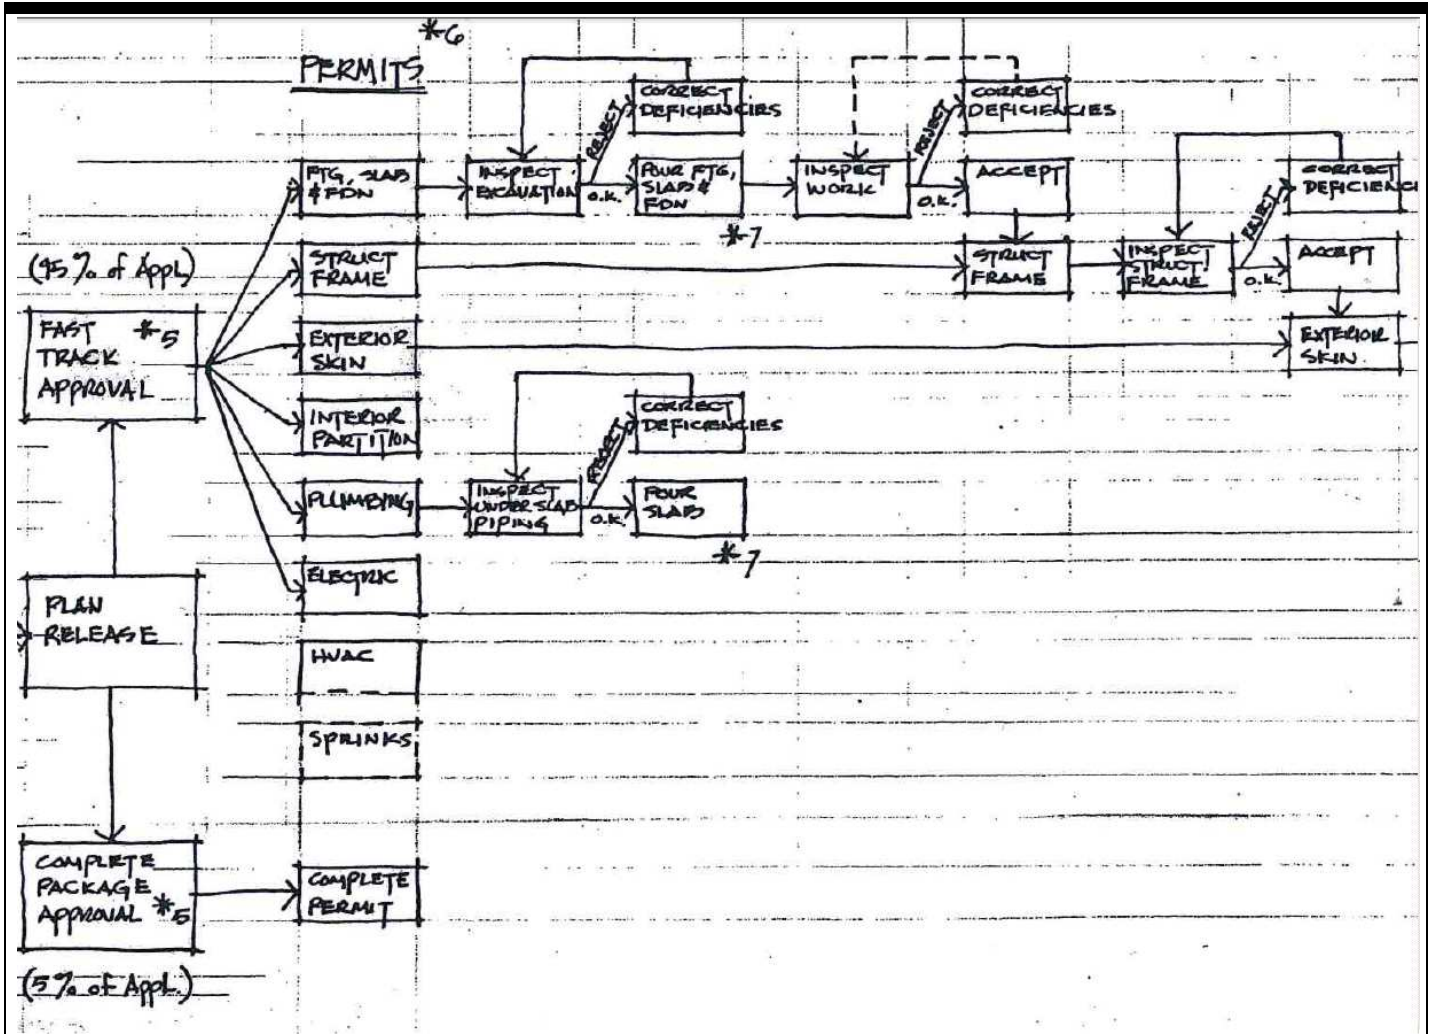 *6
PERMITS
CORRECT
DEFICIENCIES
CORRECT
DEFICIENCIES
REJECT
REJECT
FTG, SLAB
& FDN
INSPECT
EXCAVATION
O.K.
POUR FTG,
SLAB &
FDN
INSPECT
WORK
O.K.
ACCEPT
REJECT
CORRECT
DEFICIENCI
*7
(95% of Appl.)
STRUCT
FRAME
STRUCT
FRAME
INSPECT
STRUCT.
FRAME
O.K.
ACCEPT
FAST *5
TRACK
APPROVAL
EXTERIOR
SKIN
EXTERIOR
SKIN
INTERIOR
PARTITION
CORRECT
DEFICIENCIES
REJECT
PLUMBING
INSPECT
UNDER SLAB
PIPING
O.K.
POUR
SLAB
*7
ELECTRIC
PLAN
RELEASE
HVAC
SPRINKS
COMPLETE
PACKAGE
APPROVAL *5
COMPLETE
PERMIT
(5% of Appl.)